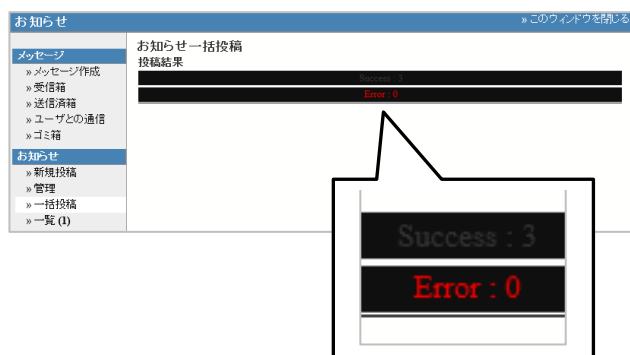 お知らせ
» このウィンドウを閉じる
メッセージ
» メッセージ作成
» 受信箱
» 送信済箱
» ユーザとの通信
» ゴミ箱
お知らせ
» 新規投稿
» 管理
» 一括投稿
» 一覧 (1)
お知らせ一括投稿
投稿結果
Success : 3
Error : 0
Success : 3
Error : 0